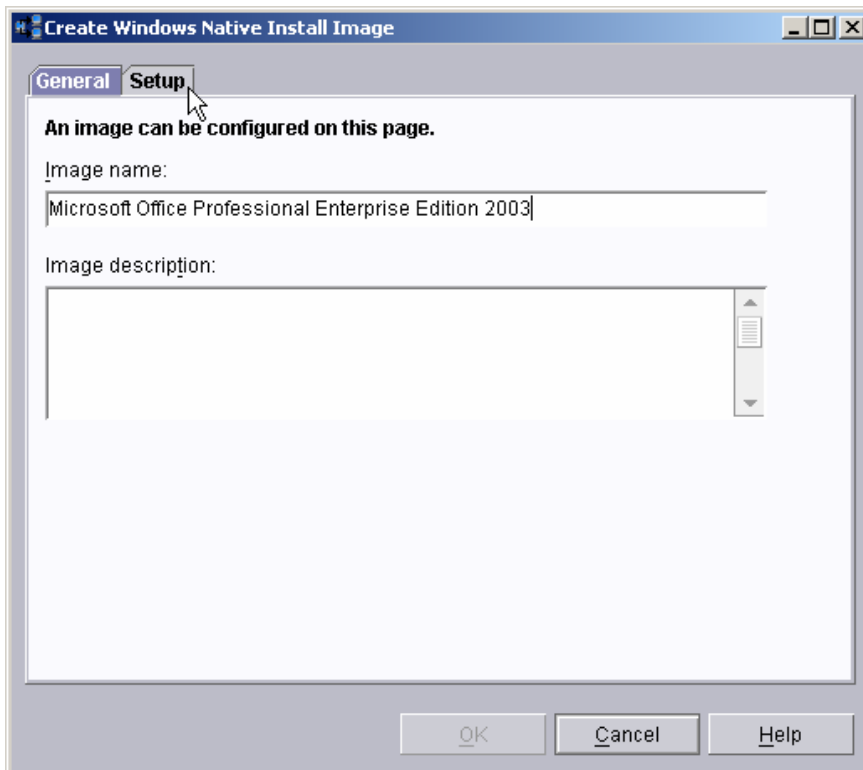 Create Windows Native Install Image
General Setup
An image can be configured on this page.
Image name:
Microsoft Office Professional Enterprise Edition 2003
Image description:
OK Cancel Help